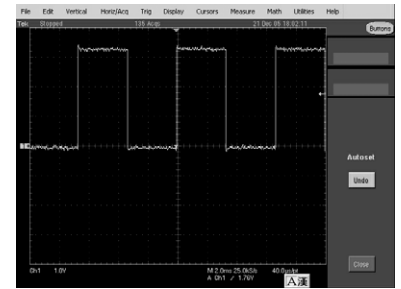 File Edit Vertical Horiz/Acq Trig Display Cursors Measure Math Utilities Help
Tek Stopped 136 Acqs 21 Dec 05 18:02:11
Buttons
Autoset
Undo
Ch1 1.0V M 2.0ms 25.0kS/s 40.0µs/pt
A Ch1 1.76V
Close
A 漢